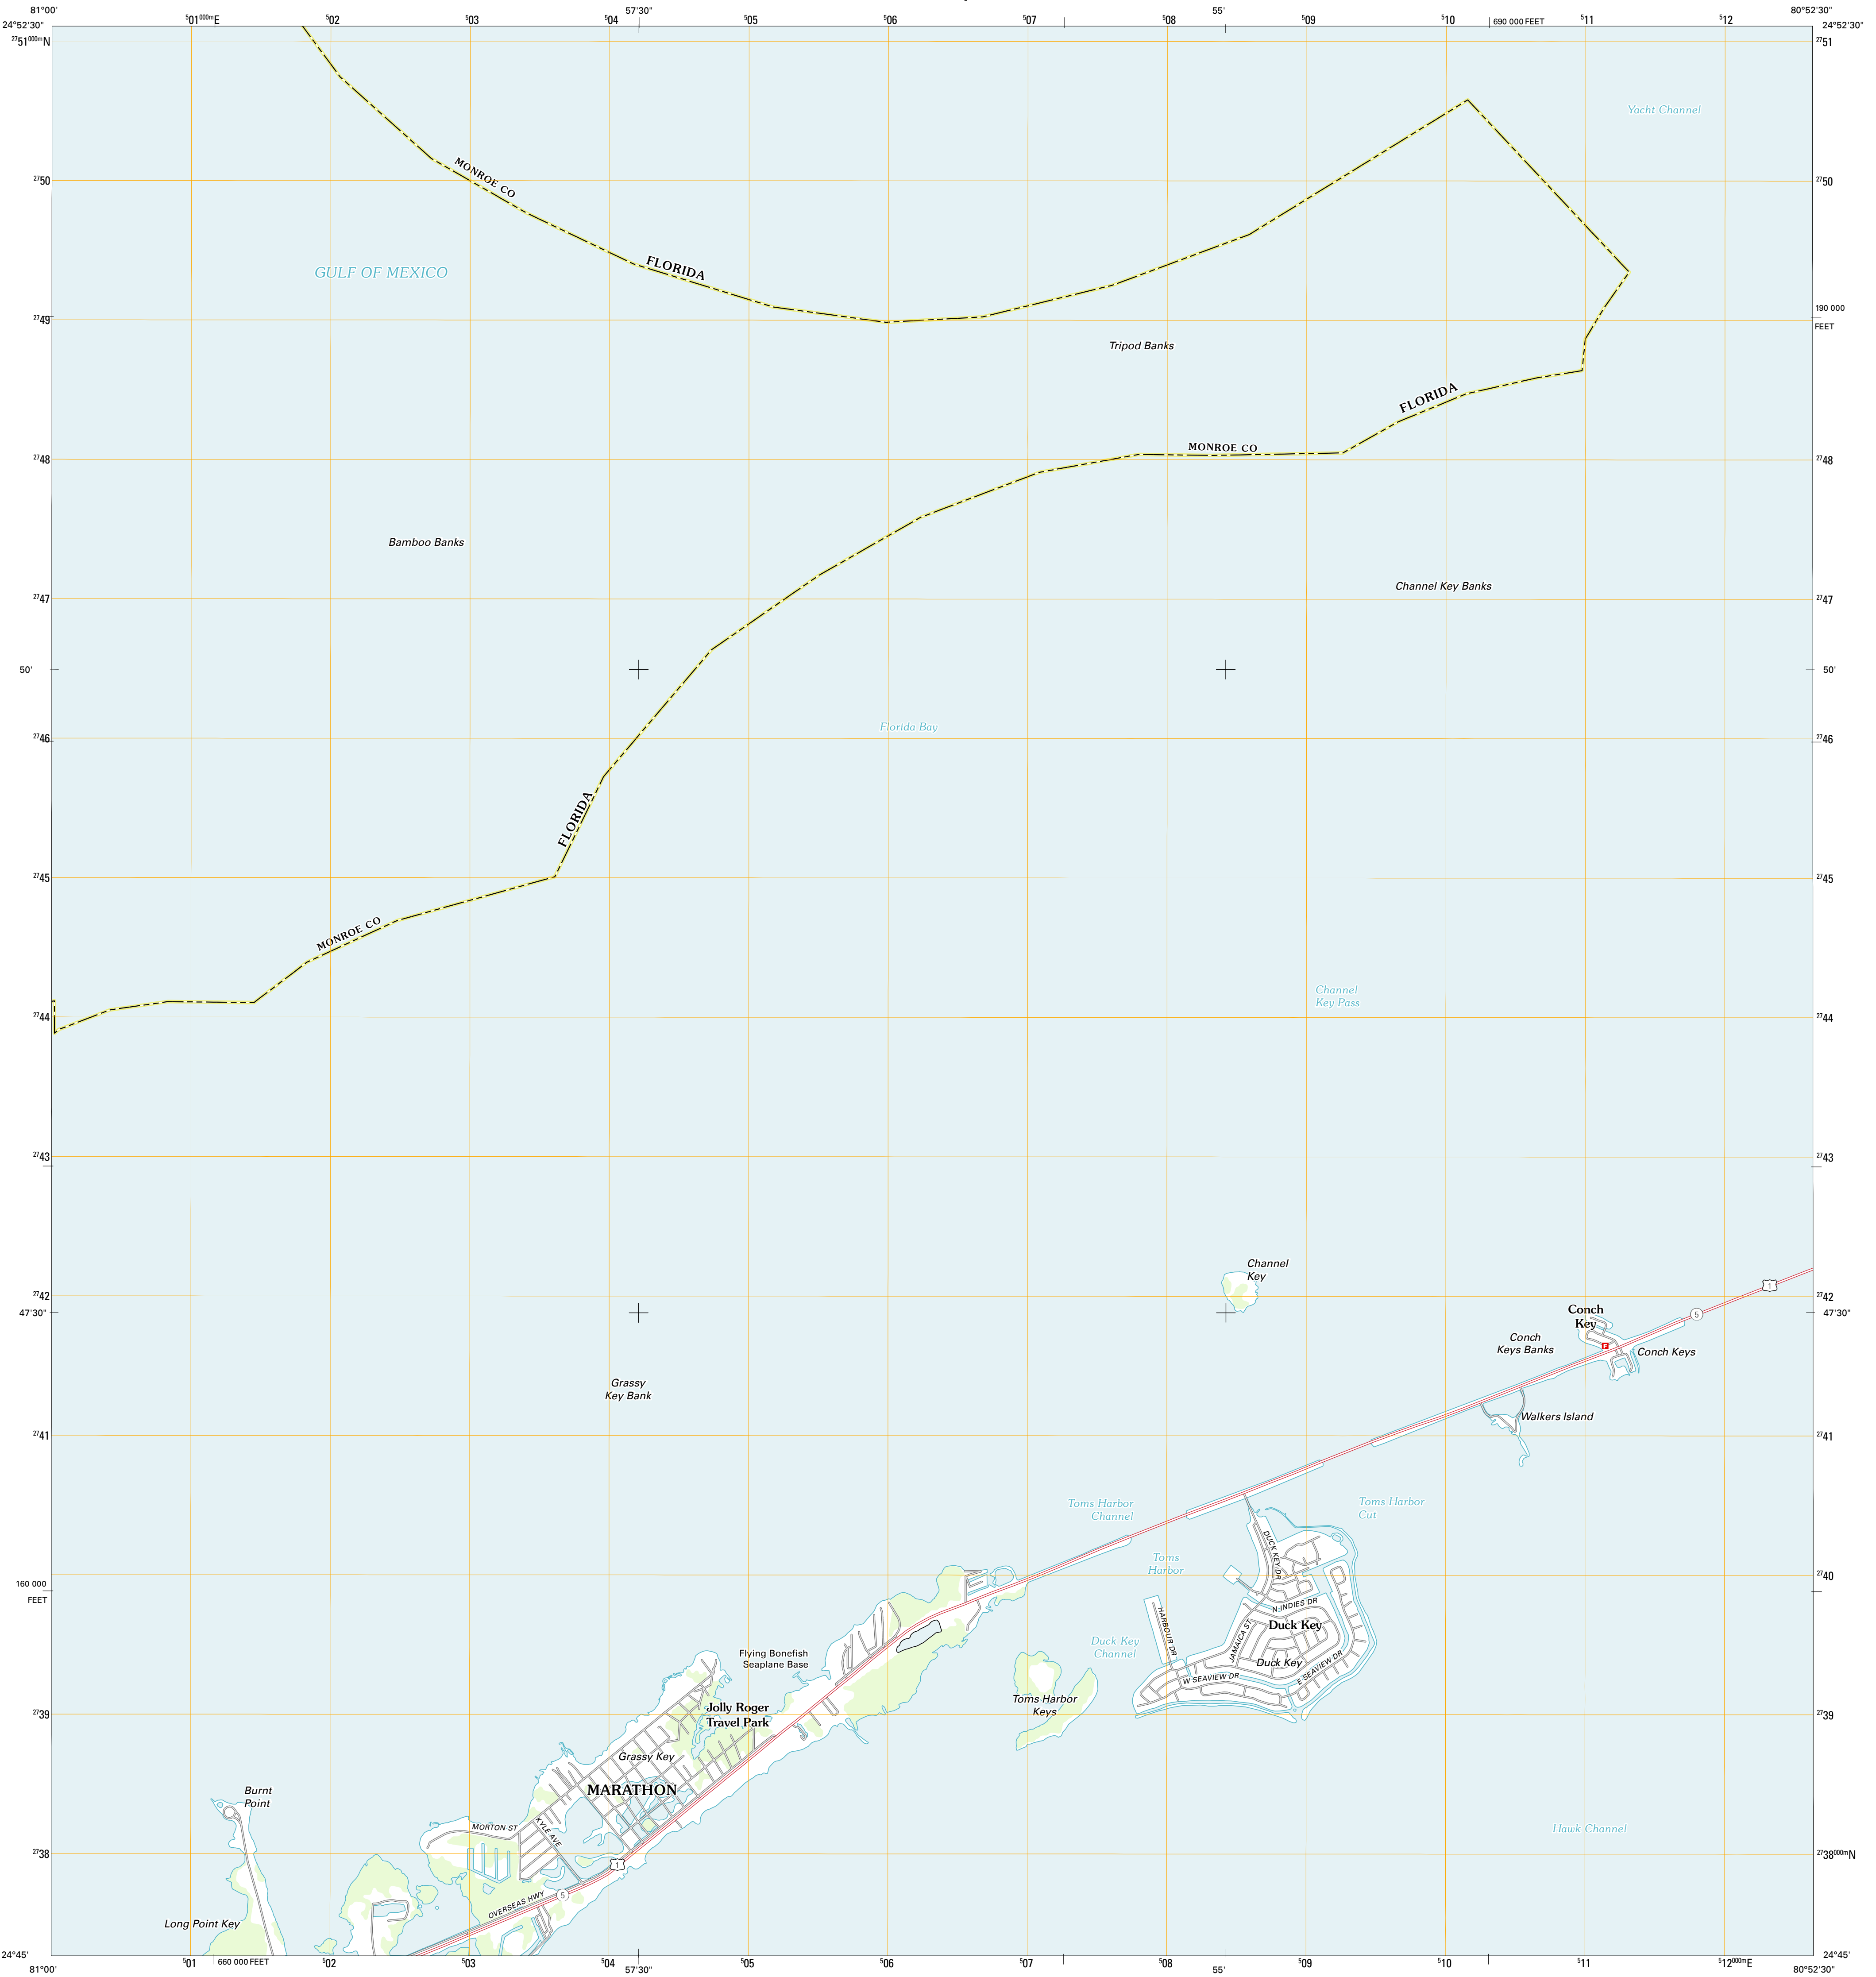 81°00'
⁵01⁰⁰⁰ᵐE
⁵02
⁵03
⁵04
57'30"
⁵05
⁵06
⁵07
⁵08
55'
⁵09
⁵10
690 000 FEET
⁵11
⁵12
80°52'30"
24°52'30"
24°52'30"
²⁷51⁰⁰⁰ᵐN
²⁷51
Yacht Channel
MONROE CO
²⁷50
²⁷50
FLORIDA
GULF OF MEXICO
²⁷49
190 000
FEET
²⁷49
Tripod Banks
FLORIDA
MONROE CO
²⁷48
²⁷48
Bamboo Banks
Channel Key Banks
²⁷47
²⁷47
50'
50'
Florida Bay
²⁷46
²⁷46
FLORIDA
²⁷45
²⁷45
MONROE CO
Channel
Key Pass
²⁷44
²⁷44
²⁷43
²⁷43
Channel
Key
1
²⁷42
²⁷42
47'30"
47'30"
5
Conch
Key
F
Conch
Keys Banks
Conch Keys
Grassy
Key Bank
Walkers Island
²⁷41
²⁷41
Toms Harbor
Channel
Toms Harbor
Cut
Toms
Harbor
DUCK KEY DR
160 000
FEET
²⁷40
²⁷40
N INDIES DR
HARBOUR DR
JAMAICA ST
Duck Key
Duck Key
Channel
Duck Key
E SEAVIEW DR
W SEAVIEW DR
Flying Bonefish
Seaplane Base
Toms Harbor
Keys
Jolly Roger
Travel Park
²⁷39
²⁷39
Grassy Key
MARATHON
Burnt
Point
MORTON ST
KYLE AVE
Hawk Channel
²⁷38
²⁷38⁰⁰⁰ᵐN
1
5
OVERSEAS HWY
Long Point Key
24°45'
24°45'
81°00'
⁵01
660 000 FEET
⁵02
⁵03
⁵04
57'30"
⁵05
⁵06
⁵07
⁵08
55'
⁵09
⁵10
⁵11
⁵12⁰⁰⁰ᵐE
80°52'30"